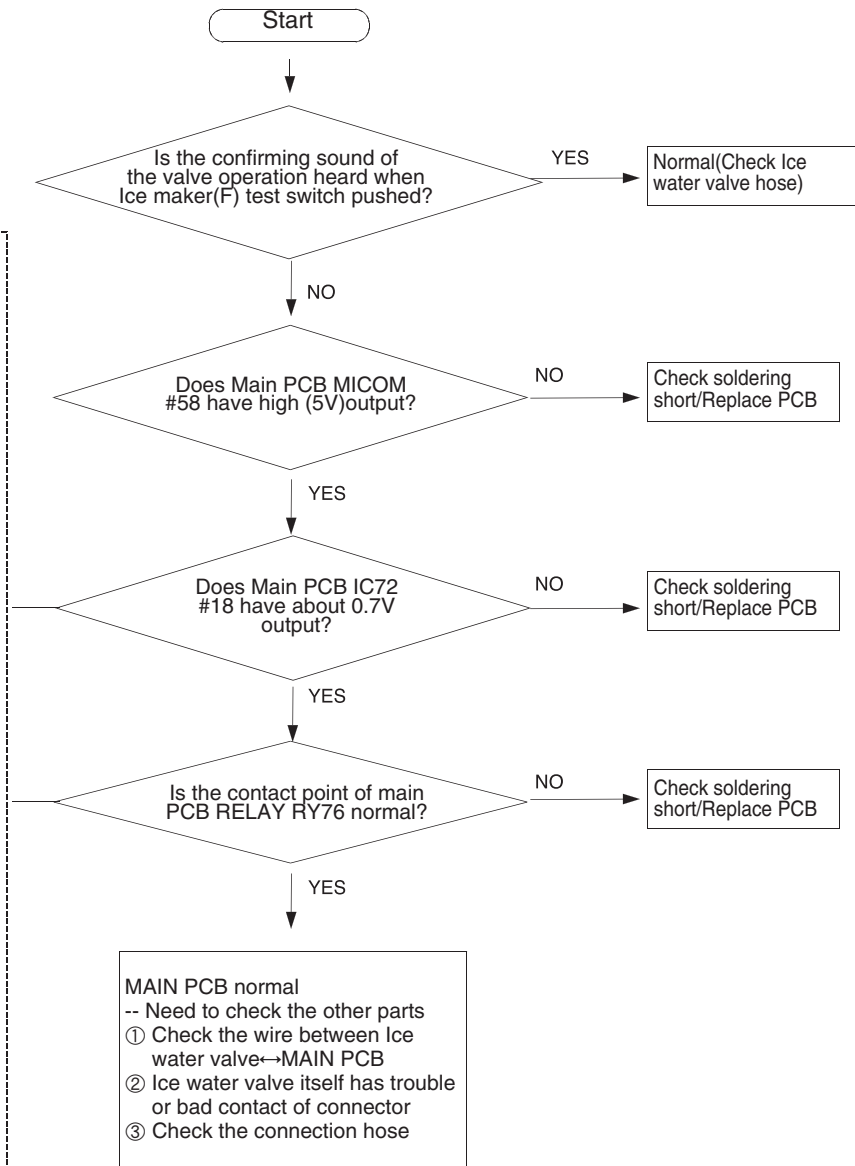 Start
Is the confirming sound of
the valve operation heard when
Ice maker(F) test switch pushed?
YES
Normal(Check Ice
water valve hose)
NO
Does Main PCB MICOM
#58 have high (5V)output?
NO
Check soldering
short/Replace PCB
YES
Does Main PCB IC72
#18 have about 0.7V
output?
NO
Check soldering
short/Replace PCB
YES
Is the contact point of main
PCB RELAY RY76 normal?
NO
Check soldering
short/Replace PCB
YES
MAIN PCB normal
-- Need to check the other parts
① Check the wire between Ice
water valve↔MAIN PCB
② Ice water valve itself has trouble
or bad contact of connector
③ Check the connection hose